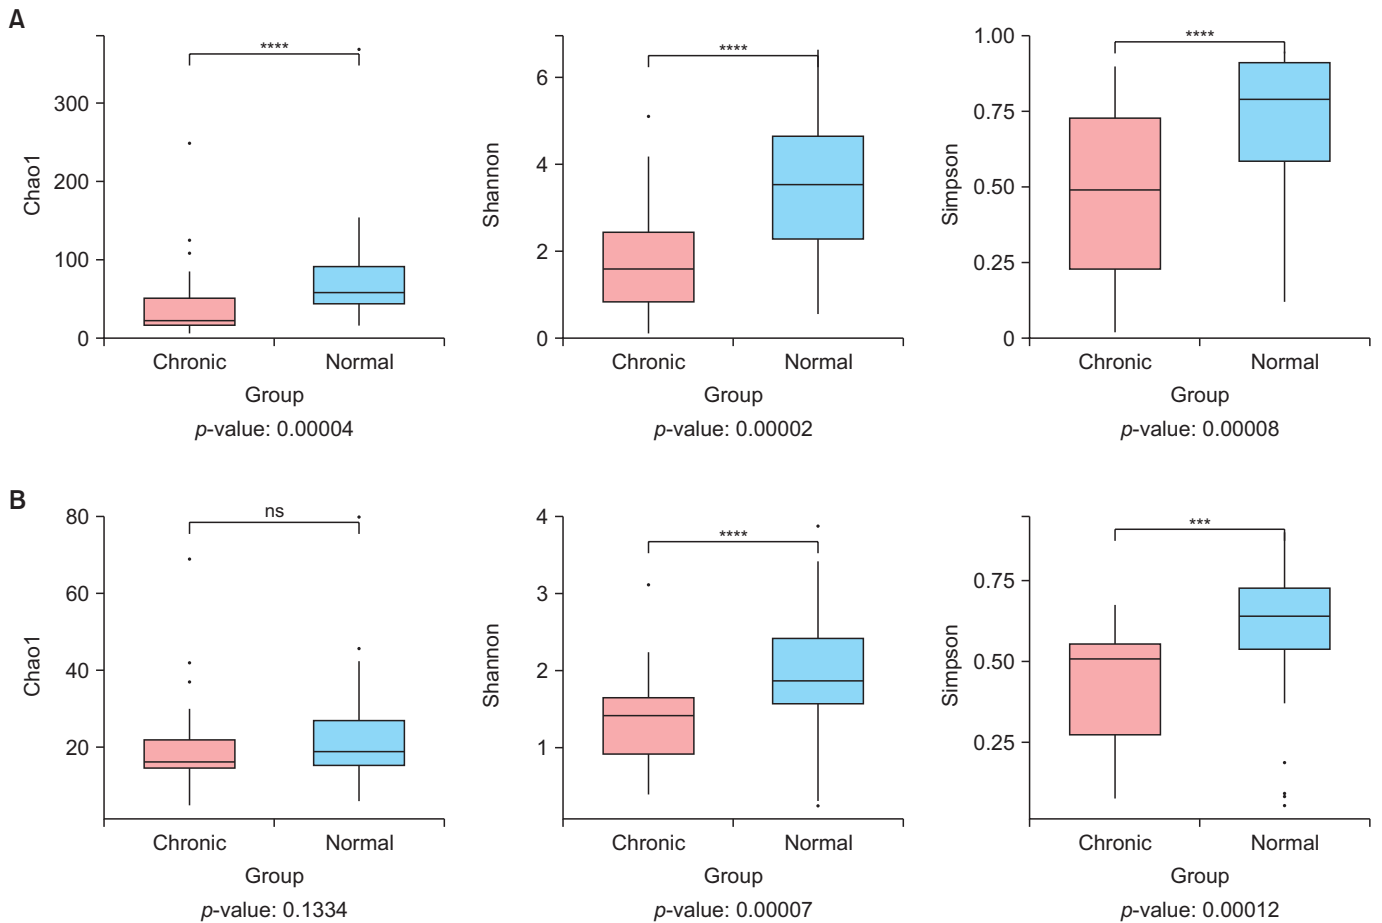 A
**** **** ****
Chao1
300
200
100
0
Chronic Normal
Group
p-value: 0.00004
Shannon
6
4
2
0
Chronic Normal
Group
p-value: 0.00002
Simpson
1.00
0.75
0.50
0.25
0
Chronic Normal
Group
p-value: 0.00008
B
ns **** ***
Chao1
80
60
40
20
Chronic Normal
Group
p-value: 0.1334
Shannon
4
3
2
1
Chronic Normal
Group
p-value: 0.00007
Simpson
0.75
0.50
0.25
Chronic Normal
Group
p-value: 0.00012